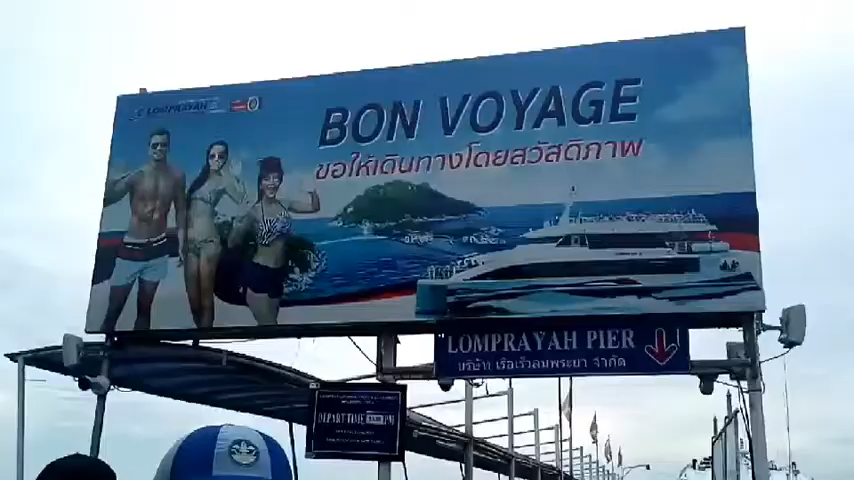 LOMPRAYAH
BON VOYAGE
ขอให้เดินทางโดยสวัสดิภาพ
LOMPRAYAH PIER
บริษัท เรือเร็วลมพระยา จำกัด
DEPART TIME
PM